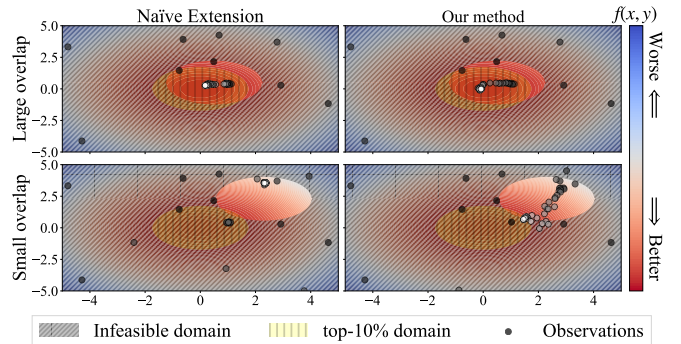 Naïve Extension
Our method
f(x, y)
Large overlap
5.0
2.5
0.0
−2.5
−5.0
Small overlap
5.0
2.5
0.0
−2.5
−5.0
−4 −2 0 2 4
−4 −2 0 2 4
Worse ⇒
⇐ Better
Infeasible domain
top-10% domain
Observations